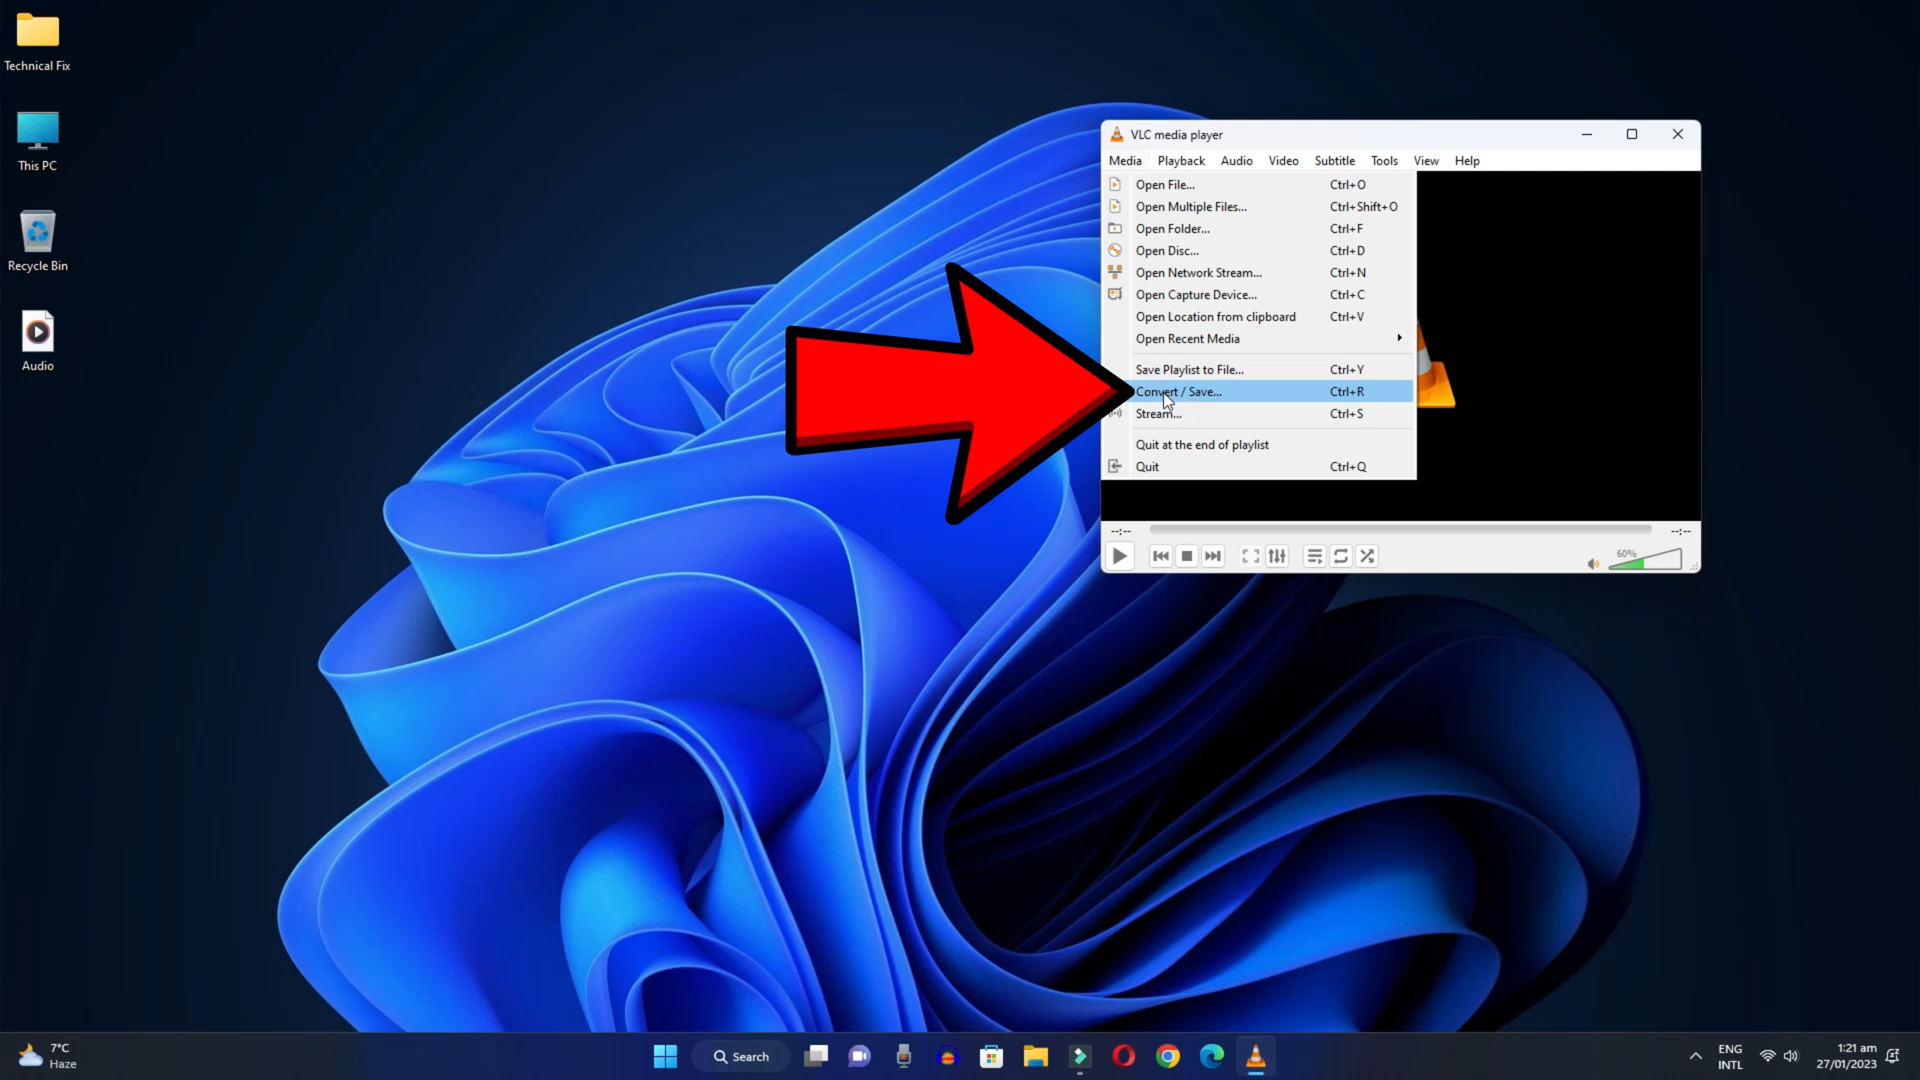 Technical Fix
This PC
Recycle Bin
Audio
VLC media player
Media Playback Audio Video Subtitle Tools View Help
Open File... Ctrl+O
Open Multiple Files... Ctrl+Shift+O
Open Folder... Ctrl+F
Open Disc... Ctrl+D
Open Network Stream... Ctrl+N
Open Capture Device... Ctrl+C
Open Location from clipboard Ctrl+V
Open Recent Media
Save Playlist to File... Ctrl+Y
Convert / Save... Ctrl+R
Stream... Ctrl+S
Quit at the end of playlist
Quit Ctrl+Q
--:-- --:--
60%
7°C
Haze
Search
ENG
INTL
1:21 am
27/01/2023